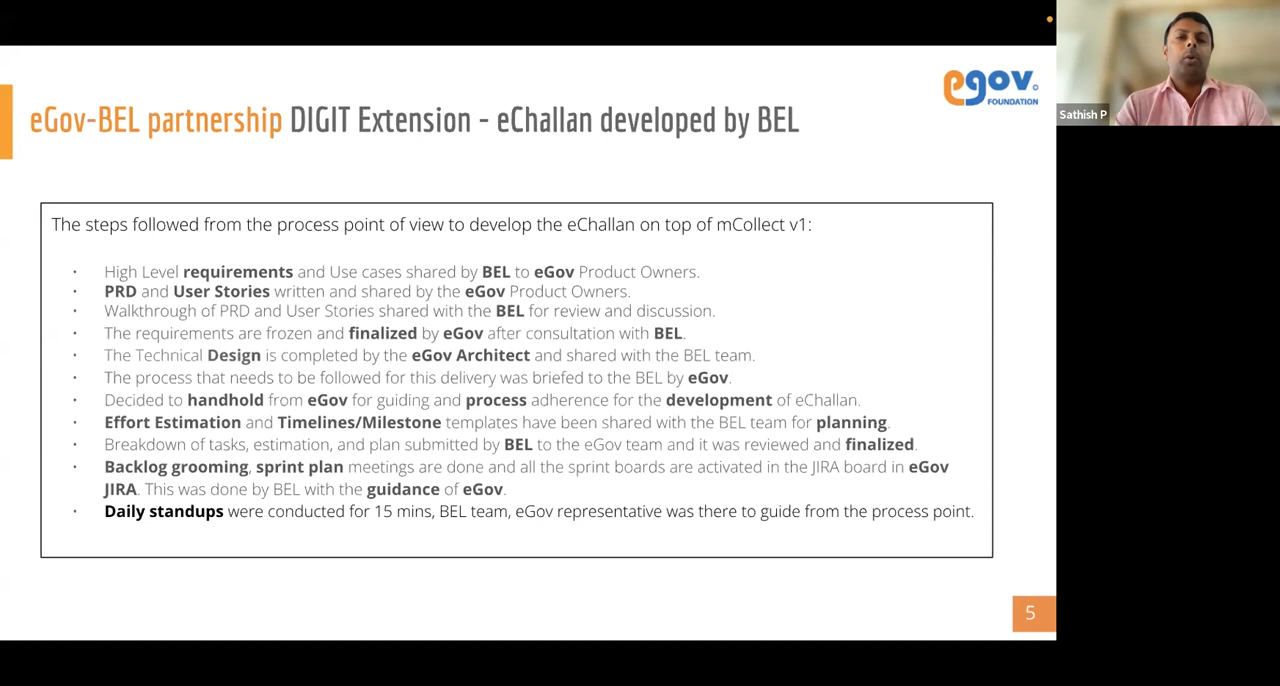 egov.
FOUNDATION
Sathish P
eGov-BEL partnership DIGIT Extension - eChallan developed by BEL
The steps followed from the process point of view to develop the eChallan on top of mCollect v1:
• High Level requirements and Use cases shared by BEL to eGov Product Owners.
• PRD and User Stories written and shared by the eGov Product Owners.
• Walkthrough of PRD and User Stories shared with the BEL for review and discussion.
• The requirements are frozen and finalized by eGov after consultation with BEL.
• The Technical Design is completed by the eGov Architect and shared with the BEL team.
• The process that needs to be followed for this delivery was briefed to the BEL by eGov.
• Decided to handhold from eGov for guiding and process adherence for the development of eChallan.
• Effort Estimation and Timelines/Milestone templates have been shared with the BEL team for planning.
• Breakdown of tasks, estimation, and plan submitted by BEL to the eGov team and it was reviewed and finalized.
• Backlog grooming, sprint plan meetings are done and all the sprint boards are activated in the JIRA board in eGov
JIRA. This was done by BEL with the guidance of eGov.
• Daily standups were conducted for 15 mins, BEL team, eGov representative was there to guide from the process point.
5